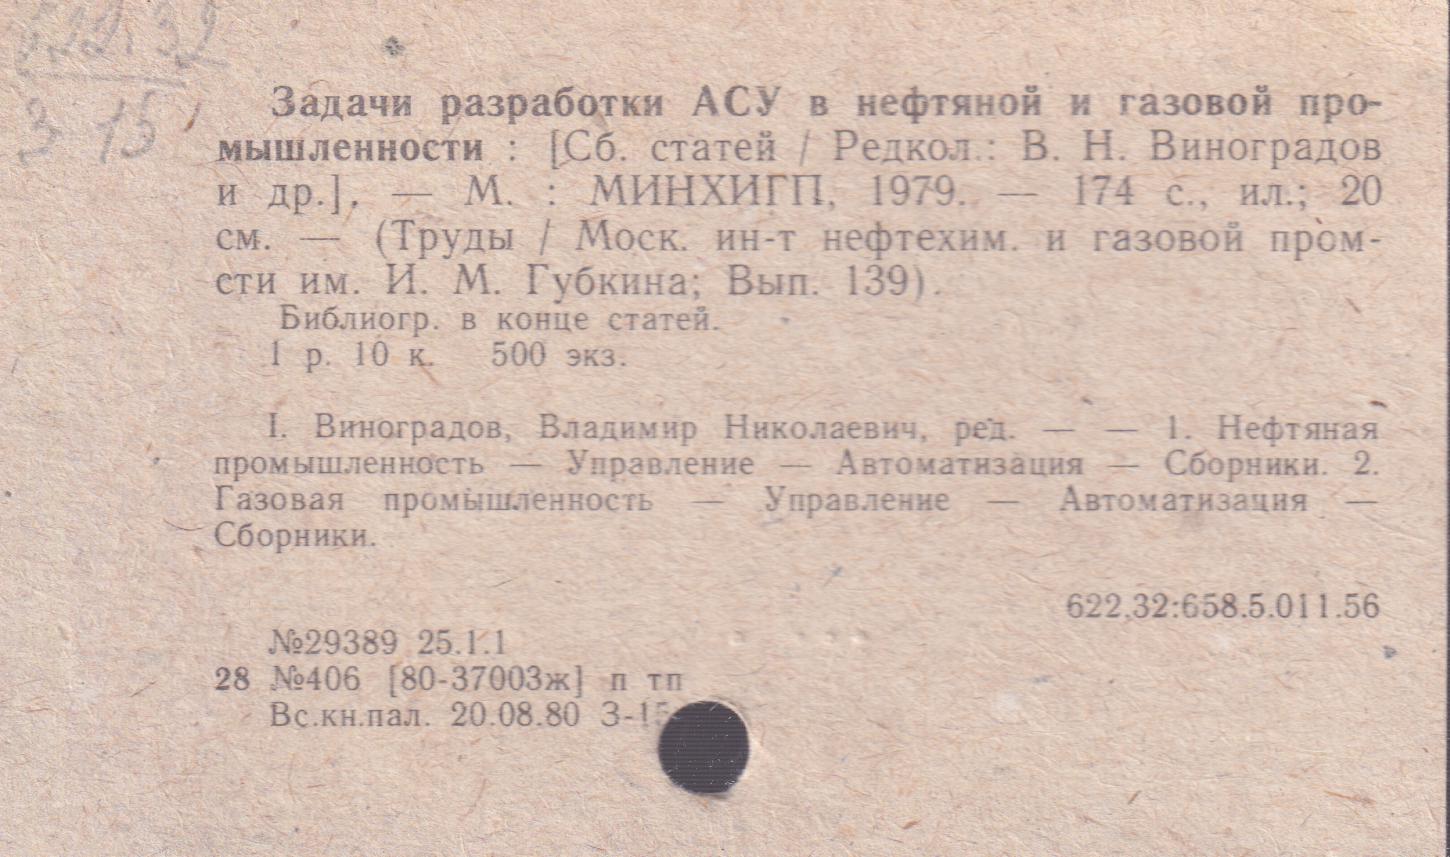 622.32
З 15
Задачи разработки АСУ в нефтяной и газовой про-
мышленности : [Сб. статей / Редкол.: В. Н. Виноградов
и др.]. — М. : МИНХИГП, 1979. — 174 с., ил.; 20
см. — (Труды / Моск. ин-т нефтехим. и газовой пром-
сти им. И. М. Губкина; Вып. 139).
Библиогр. в конце статей.
1 р. 10 к. 500 экз.
I. Виноградов, Владимир Николаевич, ред. — — 1. Нефтяная
промышленность — Управление — Автоматизация — Сборники. 2.
Газовая промышленность — Управление — Автоматизация —
Сборники.
622.32:658.5.011.56
№29389 25.1.1
28 №406 [80-37003ж] п тп
Вс.кн.пал. 20.08.80 З-15